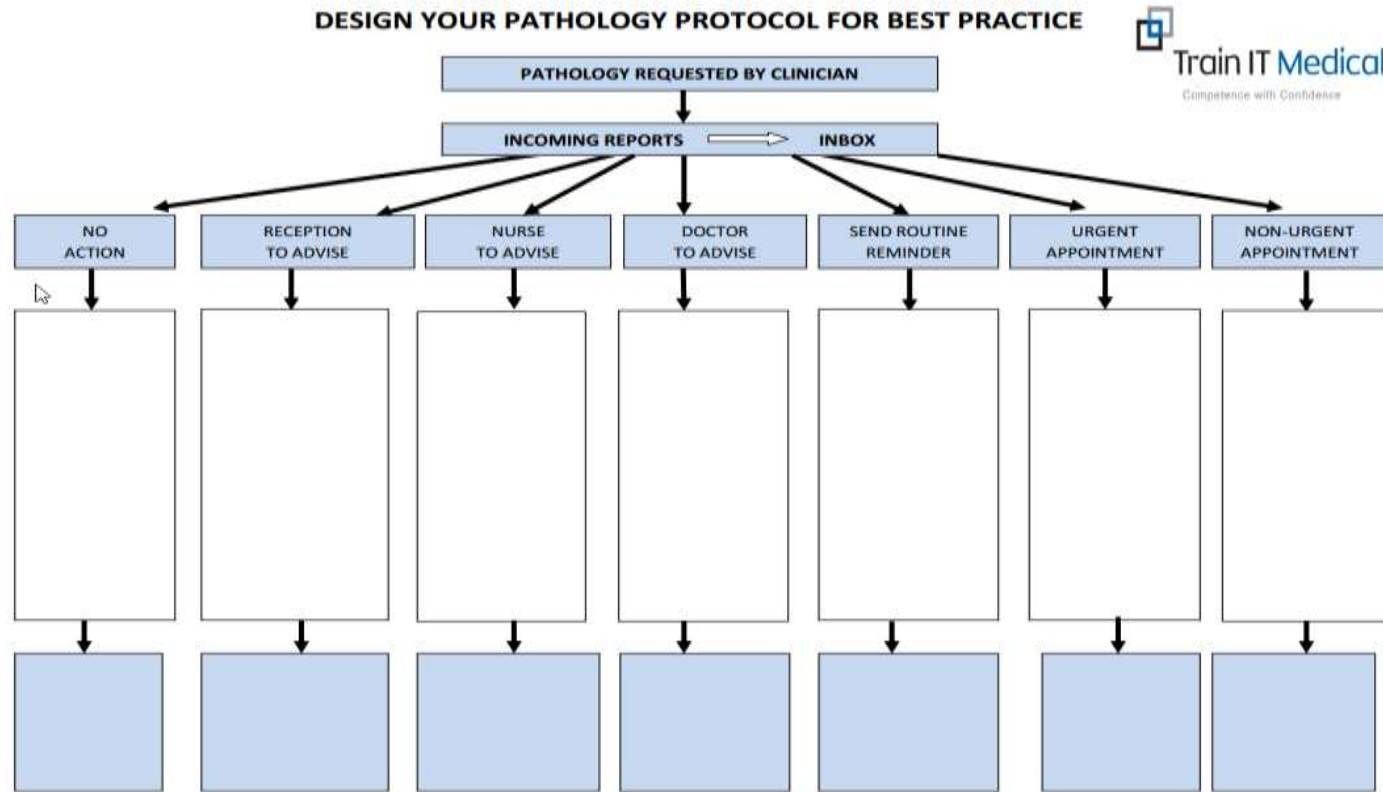 DESIGN YOUR PATHOLOGY PROTOCOL FOR BEST PRACTICE
Train IT Medical
Competence with Confidence
PATHOLOGY REQUESTED BY CLINICIAN
INCOMING REPORTS INBOX
NO
ACTION
RECEPTION
TO ADVISE
NURSE
TO ADVISE
DOCTOR
TO ADVISE
SEND ROUTINE
REMINDER
URGENT
APPOINTMENT
NON-URGENT
APPOINTMENT